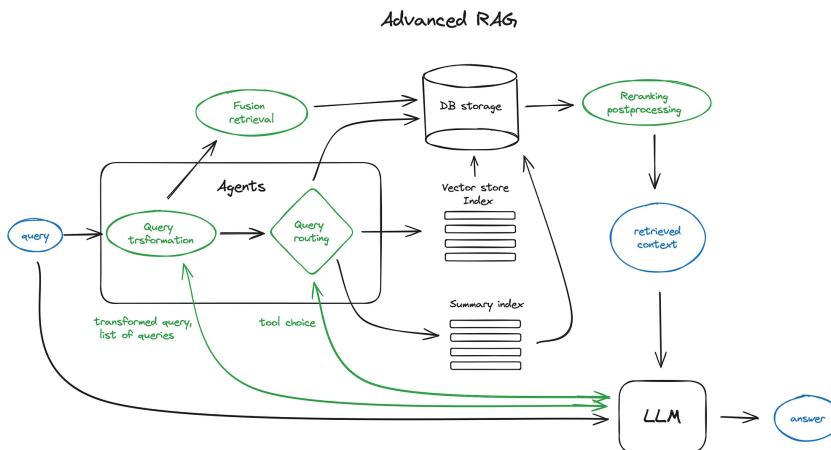 Advanced RAG
Fusion
retrieval
DB storage
Reranking
postprocessing
Agents
Vector store
Index
query
Query
trsformation
Query
routing
retrieved
context
Summary index
transformed query,
list of queries
tool choice
LLM
answer